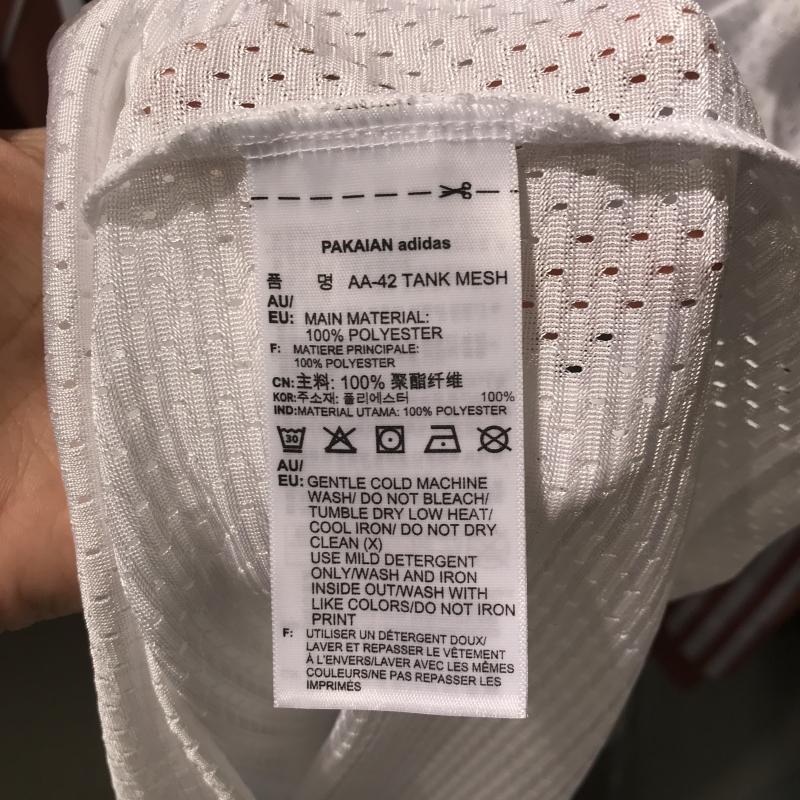 PAKAIAN adidas
품 명 AA-42 TANK MESH
AU/
EU: MAIN MATERIAL:
100% POLYESTER
F: MATIERE PRINCIPALE:
100% POLYESTER
CN:主料: 100% 聚酯纤维
KOR:주소재: 폴리에스터 100%
IND:MATERIAL UTAMA: 100% POLYESTER
30
AU/
EU: GENTLE COLD MACHINE
WASH/ DO NOT BLEACH/
TUMBLE DRY LOW HEAT/
COOL IRON/ DO NOT DRY
CLEAN (X)
USE MILD DETERGENT
ONLY/WASH AND IRON
INSIDE OUT/WASH WITH
LIKE COLORS/DO NOT IRON
PRINT
F: UTILISER UN DÉTERGENT DOUX/
LAVER ET REPASSER LE VÊTEMENT
À L'ENVERS/LAVER AVEC LES MÊMES
COULEURS/NE PAS REPASSER LES
IMPRIMÉS